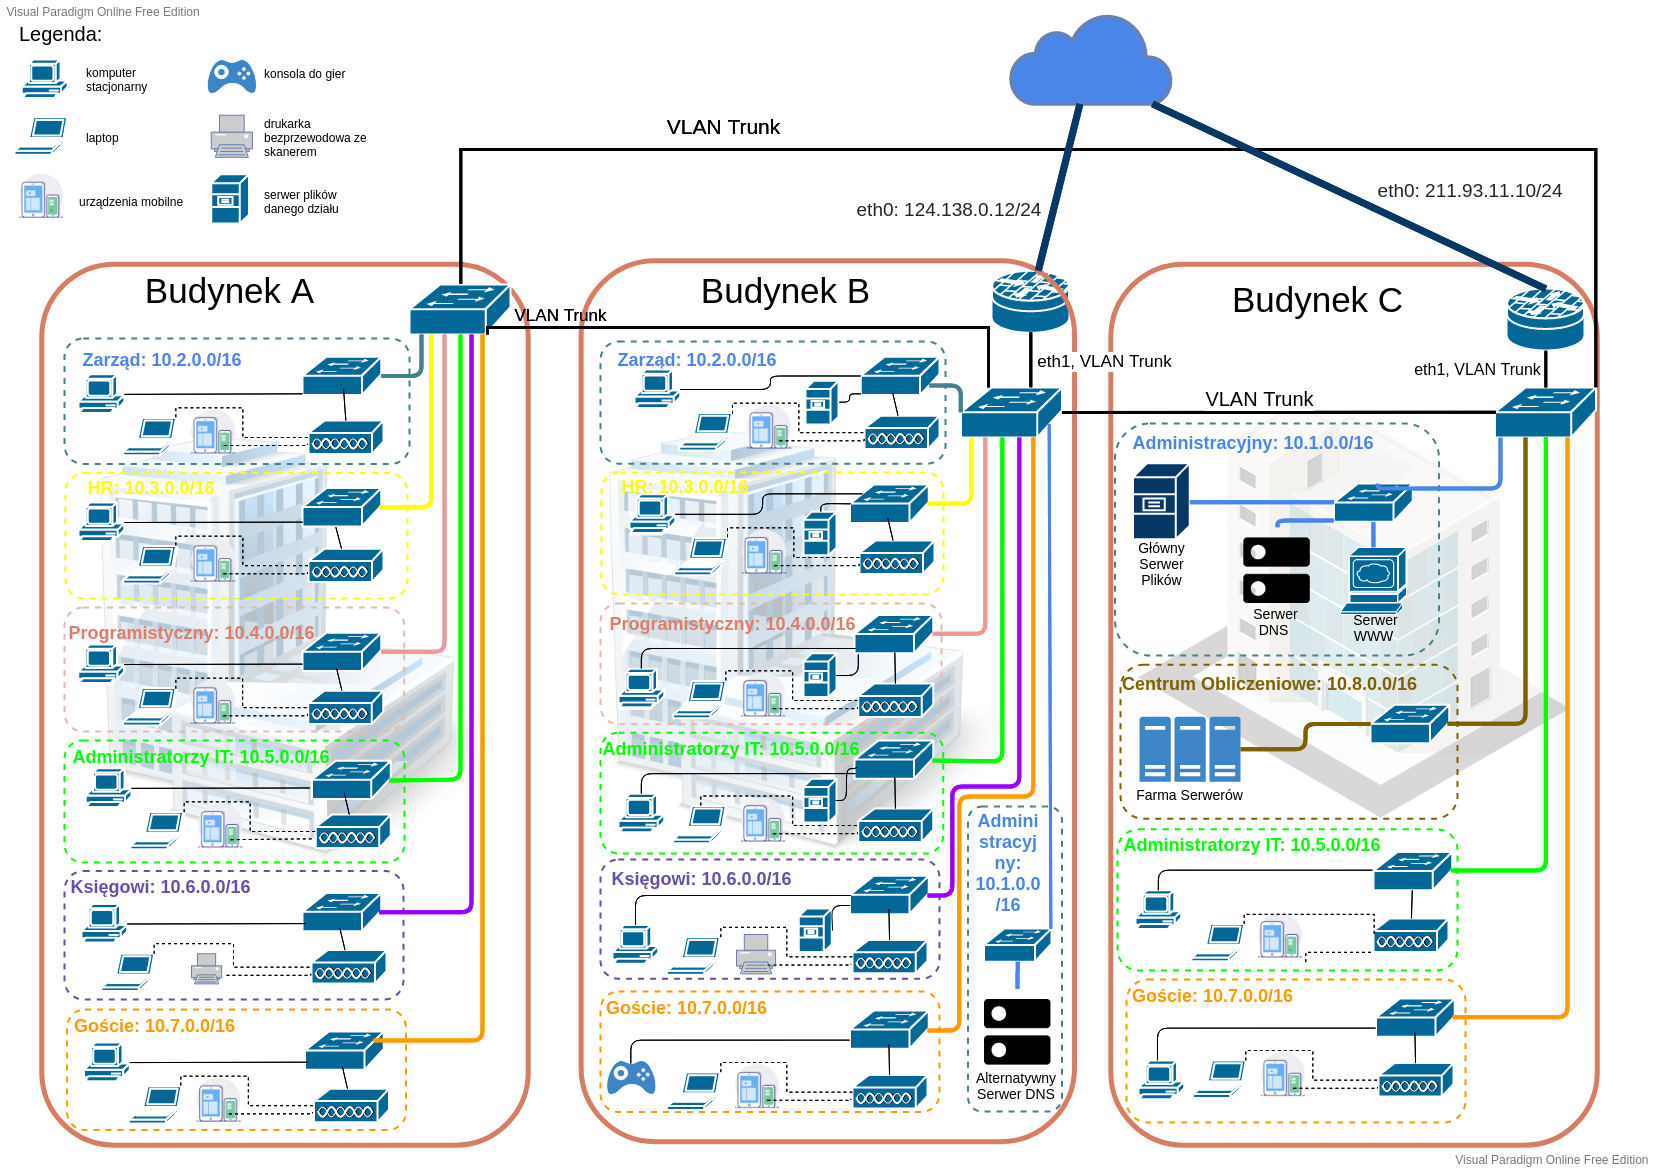 Visual Paradigm Online Free Edition
Legenda:
komputer
stacjonarny
konsola do gier
laptop
drukarka
bezprzewodowa ze
skanerem
urządzenia mobilne
serwer plików
danego działu
VLAN Trunk
eth0: 124.138.0.12/24
eth0: 211.93.11.10/24
Budynek A
VLAN Trunk
Zarząd: 10.2.0.0/16
HR: 10.3.0.0/16
Programistyczny: 10.4.0.0/16
Administratorzy IT: 10.5.0.0/16
Księgowi: 10.6.0.0/16
Goście: 10.7.0.0/16
Budynek B
eth1, VLAN Trunk
Zarząd: 10.2.0.0/16
HR: 10.3.0.0/16
Programistyczny: 10.4.0.0/16
Administratorzy IT: 10.5.0.0/16
Księgowi: 10.6.0.0/16
Goście: 10.7.0.0/16
Admini
stracyj
ny:
10.1.0.0
/16
Alternatywny
Serwer DNS
Budynek C
eth1, VLAN Trunk
VLAN Trunk
Administracyjny: 10.1.0.0/16
Główny
Serwer
Plików
Serwer
DNS
Serwer
WWW
Centrum Obliczeniowe: 10.8.0.0/16
Farma Serwerów
Administratorzy IT: 10.5.0.0/16
Goście: 10.7.0.0/16
Visual Paradigm Online Free Edition